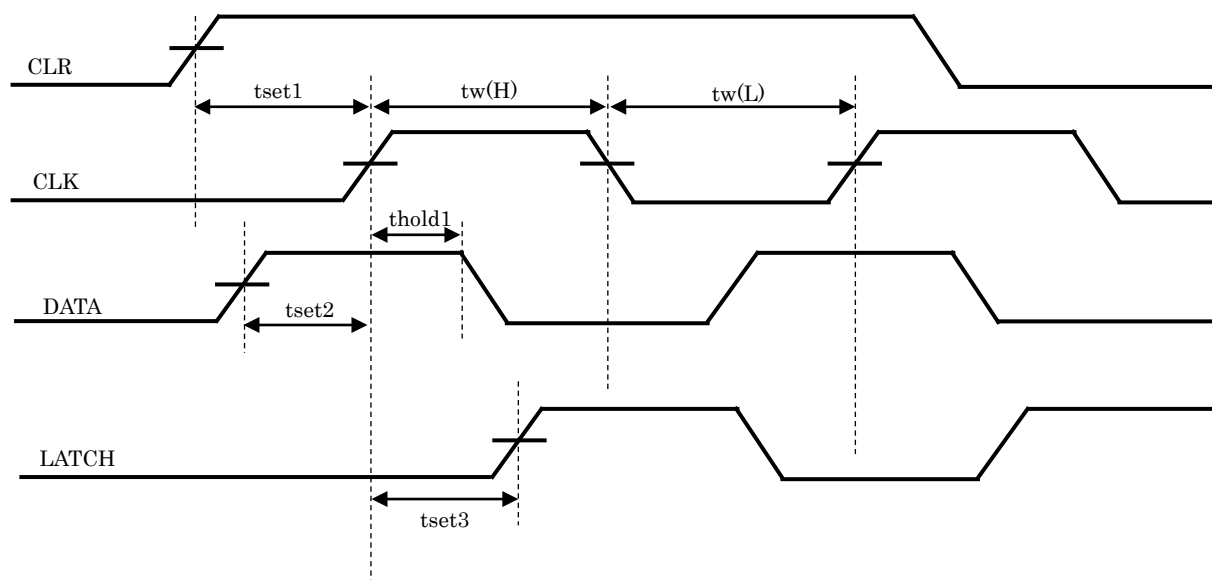 CLR
tset1
tw(H)
tw(L)
CLK
thold1
DATA
tset2
LATCH
tset3